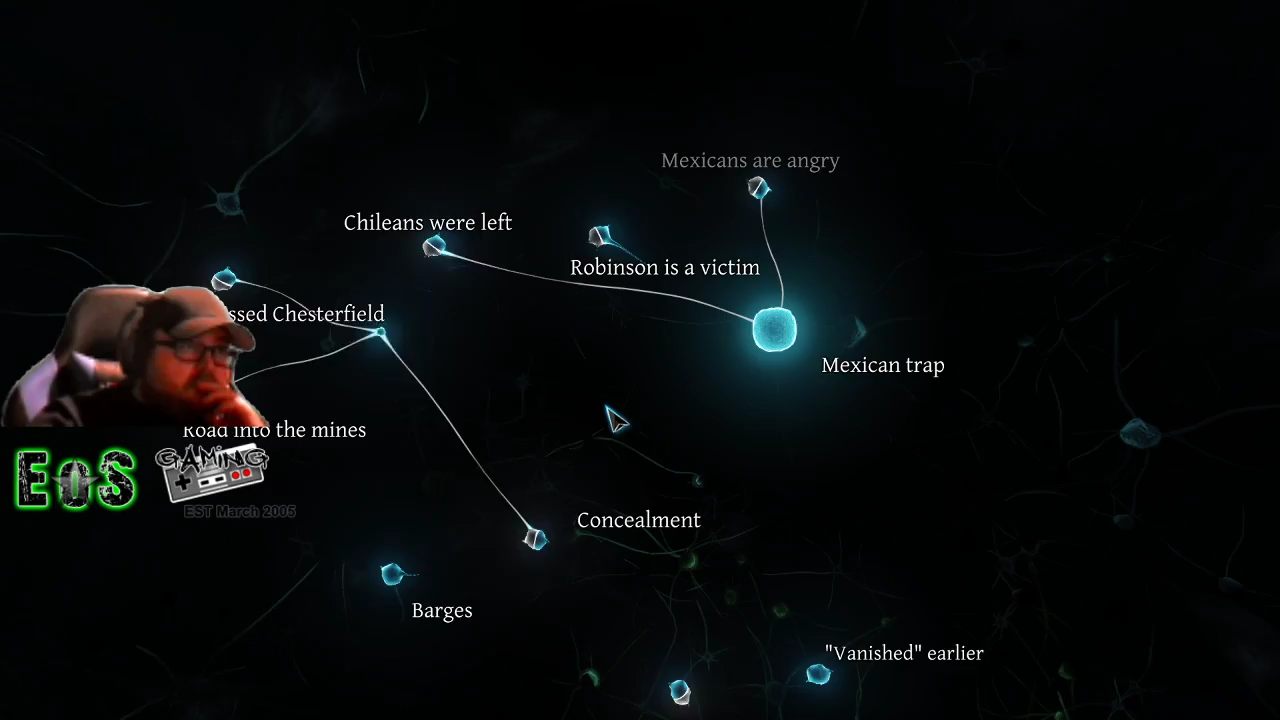 Mexicans are angry
Chileans were left
Robinson is a victim
Chesterfield
Mexican trap
Road into the mines
EOS
GAMING
EST March 2005
Concealment
Barges
"Vanished" earlier